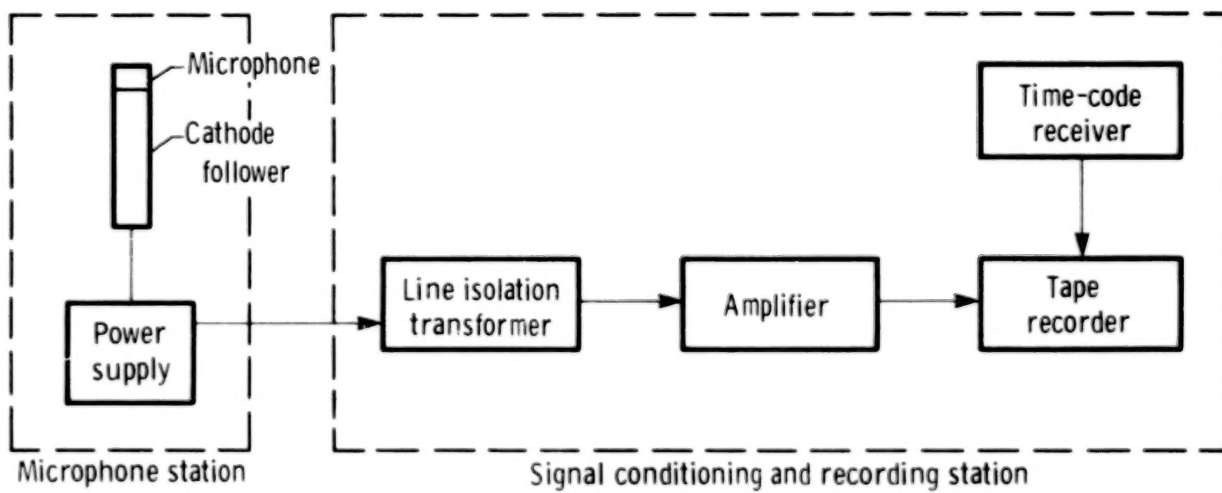 Microphone
Cathode
follower
Power
supply
Microphone station
Time-code
receiver
Line isolation
transformer
Amplifier
Tape
recorder
Signal conditioning and recording station